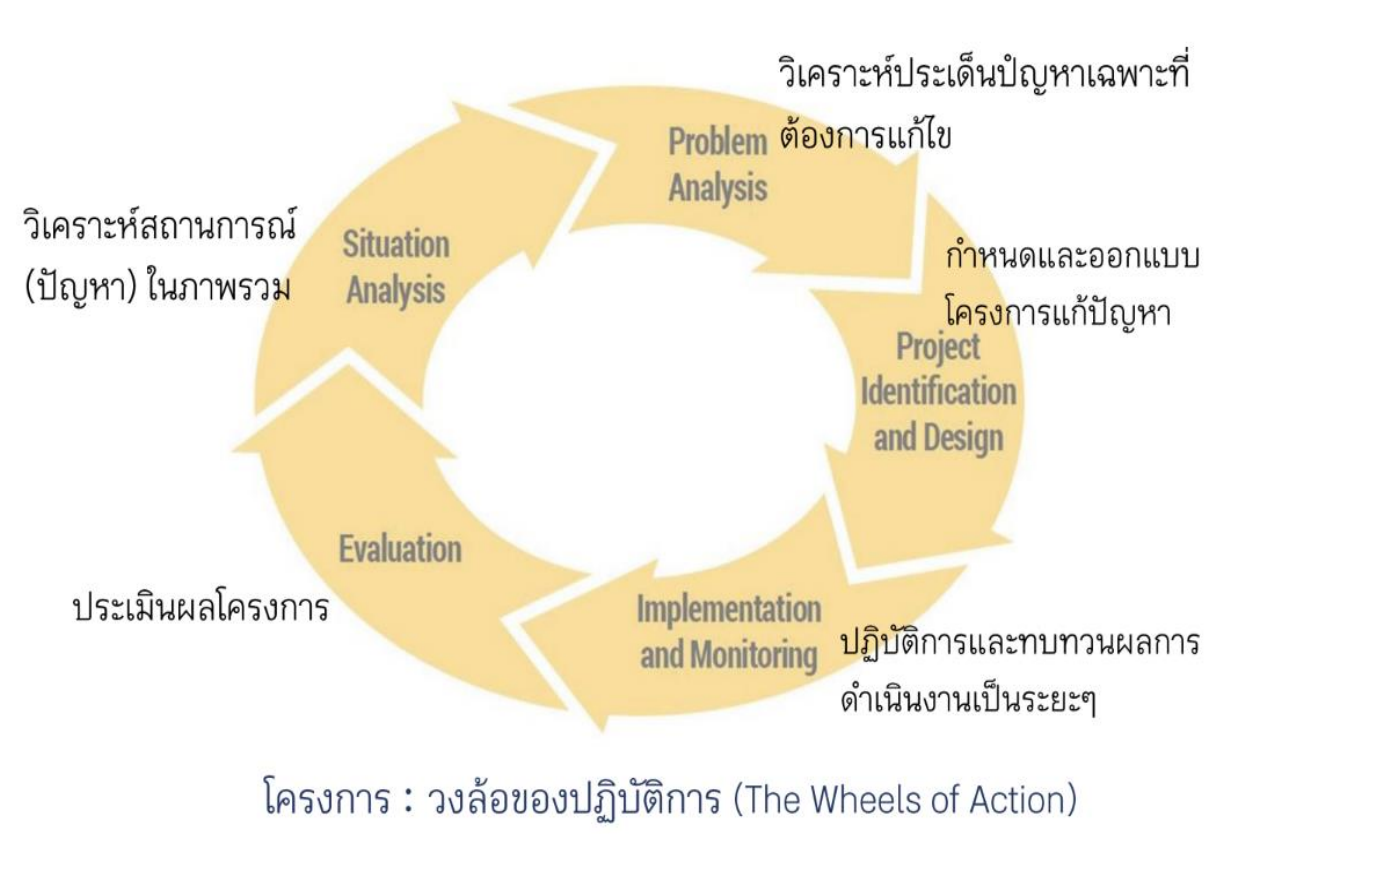 วิเคราะห์ประเด็นปํญหาเฉพาะที่
ต้องการแก้ไข
Problem
Analysis
วิเคราะห์สถานการณ์
(ปัญหา) ในภาพรวม
Situation
Analysis
กำหนดและออกแบบ
โครงการแก้ปัญหา
Project
Identification
and Design
Evaluation
ประเมินผลโครงการ
Implementation
and Monitoring
ปฏิบัติการและทบทวนผลการ
ดำเนินงานเป็นระยะๆ
โครงการ : วงล้อของปฏิบัติการ (The Wheels of Action)